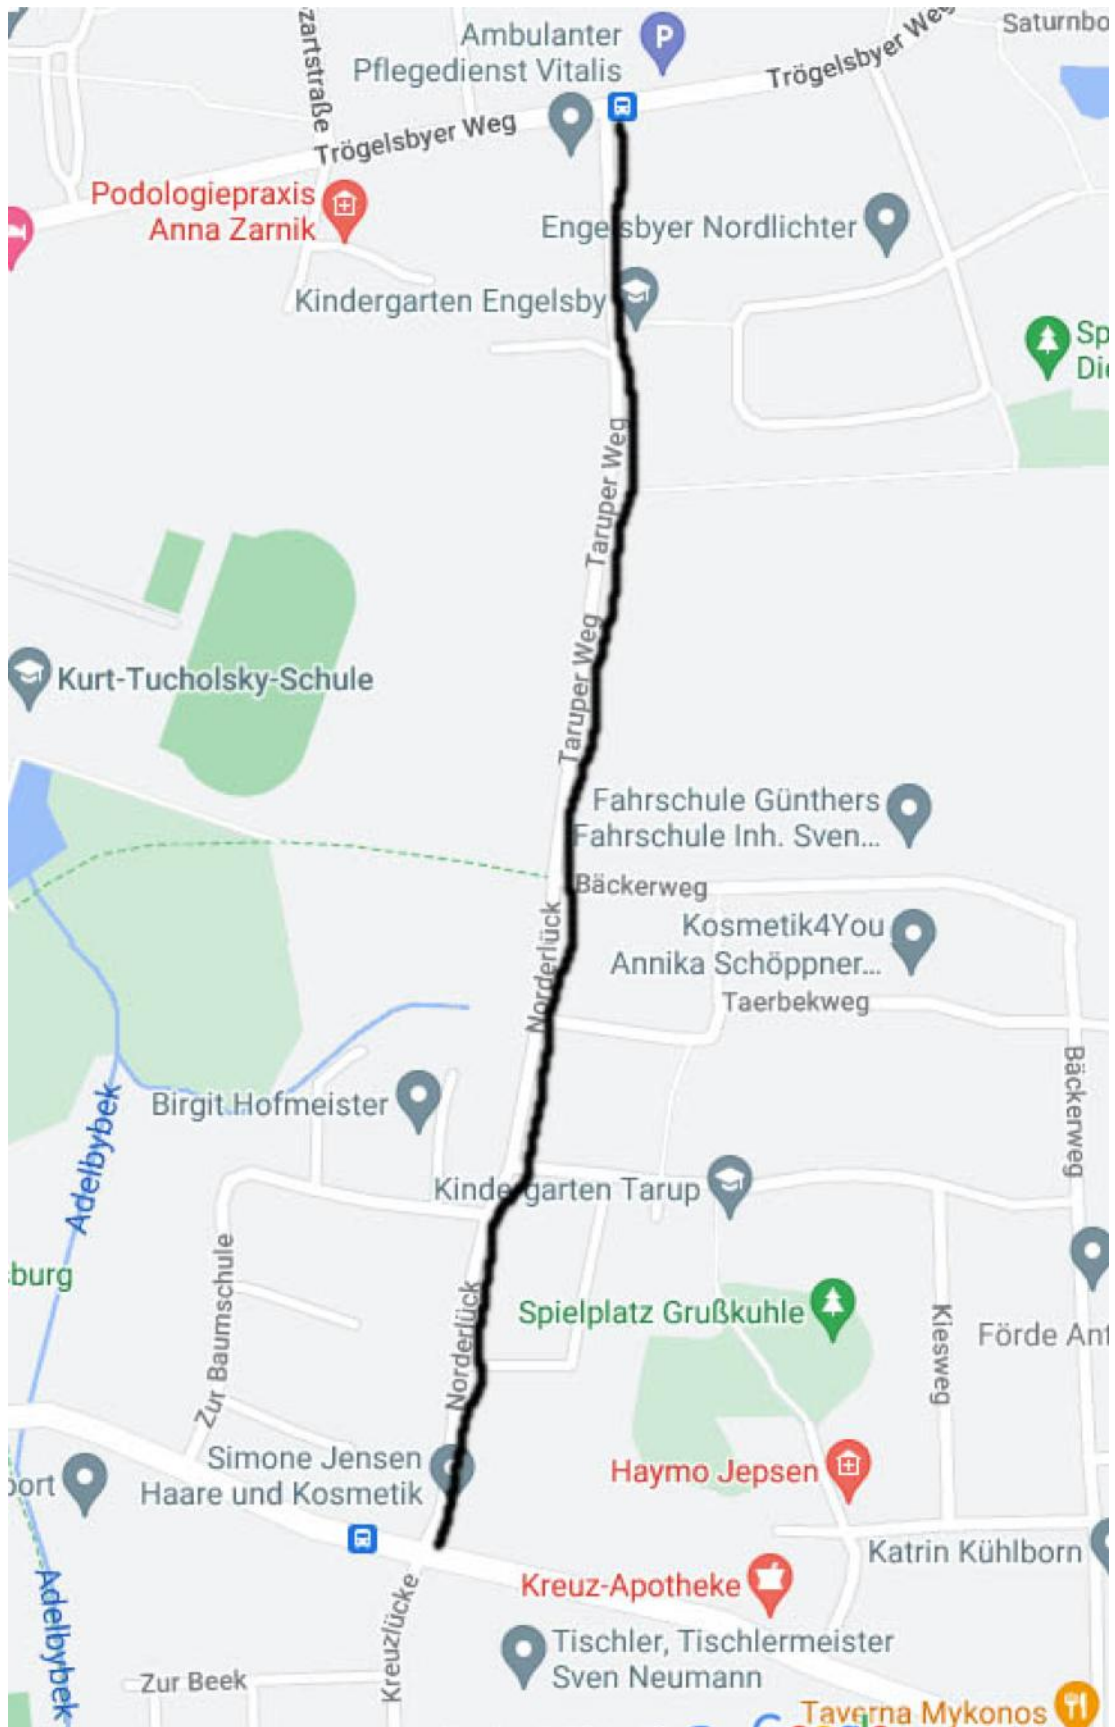 Saturnbo
Ambulanter
Pflegedienst Vitalis
P
Trögelsbyer Weg
zartstraße
Trögelsbyer Weg
Podologiepraxis
Anna Zarnik
Engelsbyer Nordlichter
Kindergarten Engelsby
Sp
Die
Taruper Weg
Taruper Weg
Kurt-Tucholsky-Schule
Fahrschule Günthers
Fahrschule Inh. Sven...
Bäckerweg
Kosmetik4You
Annika Schöppner...
Norderlück
Taerbekweg
Bäckerweg
Birgit Hofmeister
Adelbybek
Kindergarten Tarup
sburg
Zur Baumschule
Norderlück
Spielplatz Grußkuhle
Kiesweg
Förde Ant
Simone Jensen
Haare und Kosmetik
port
Haymo Jepsen
Katrin Kühlborn
Kreuz-Apotheke
Adelbybek
Kreuzlücke
Tischler, Tischlermeister
Sven Neumann
Zur Beek
Taverna Mykonos